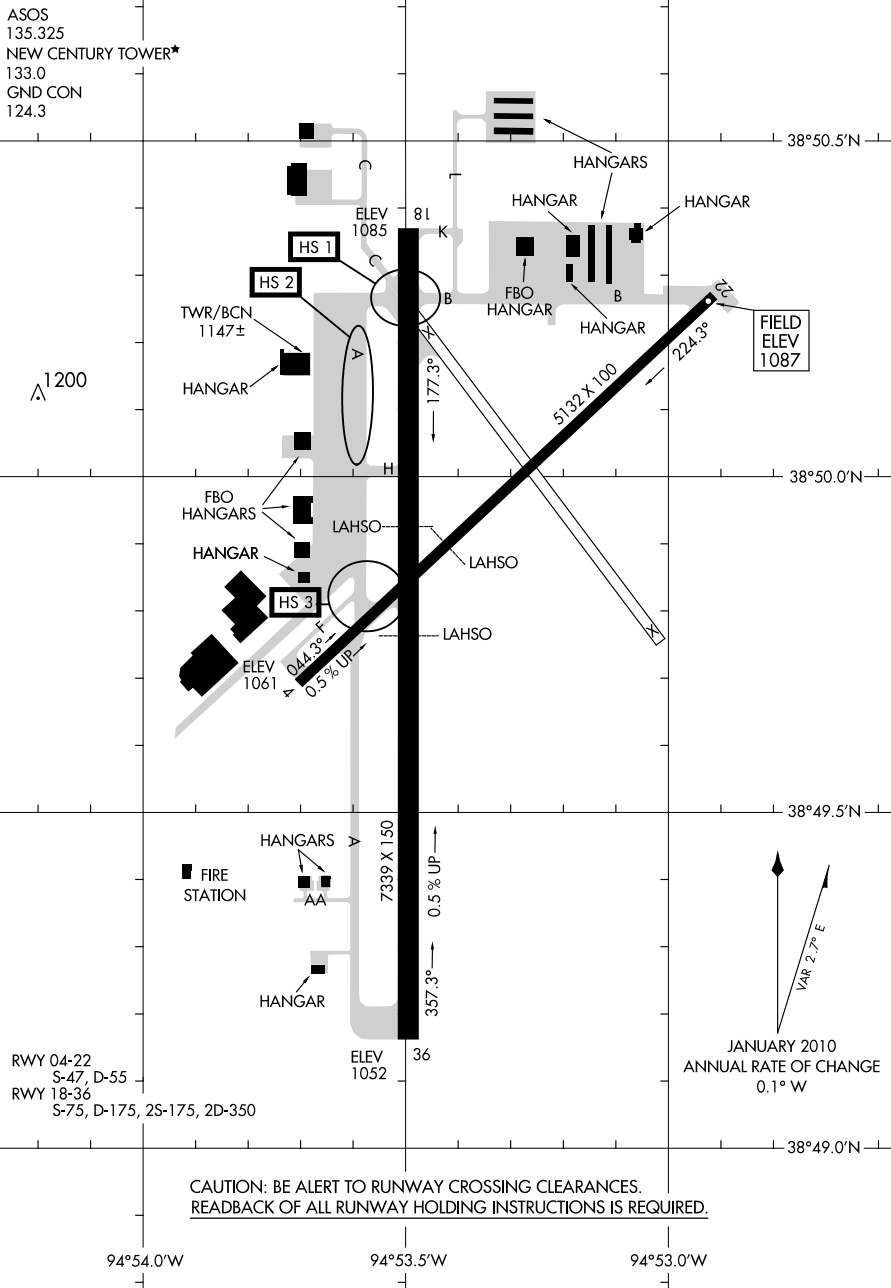 ASOS
135.325
NEW CENTURY TOWER★
133.0
GND CON
124.3
38°50.5'N
C
HANGARS
L
HANGAR
HANGAR
ELEV
1085
18
K
HS 1
C
HS 2
22
B
FBO
HANGAR
B
TWR/BCN
1147±
HANGAR
FIELD
ELEV
1087
X
A
224.3°
177.3°
1200
HANGAR
5132 X 100
H
38°50.0'N
FBO
HANGARS
LAHSO
HANGAR
LAHSO
HS 3
F
X
LAHSO
044.3°
0.5% UP
ELEV
1061
4
38°49.5'N
A
7339 X 150
HANGARS
0.5 % UP
FIRE
STATION
AA
VAR 2.7° E
357.3°
HANGAR
ELEV
1052
36
JANUARY 2010
ANNUAL RATE OF CHANGE
0.1° W
RWY 04-22
S-47, D-55
RWY 18-36
S-75, D-175, 2S-175, 2D-350
38°49.0'N
CAUTION: BE ALERT TO RUNWAY CROSSING CLEARANCES.
READBACK OF ALL RUNWAY HOLDING INSTRUCTIONS IS REQUIRED.
94°54.0'W
94°53.5'W
94°53.0'W